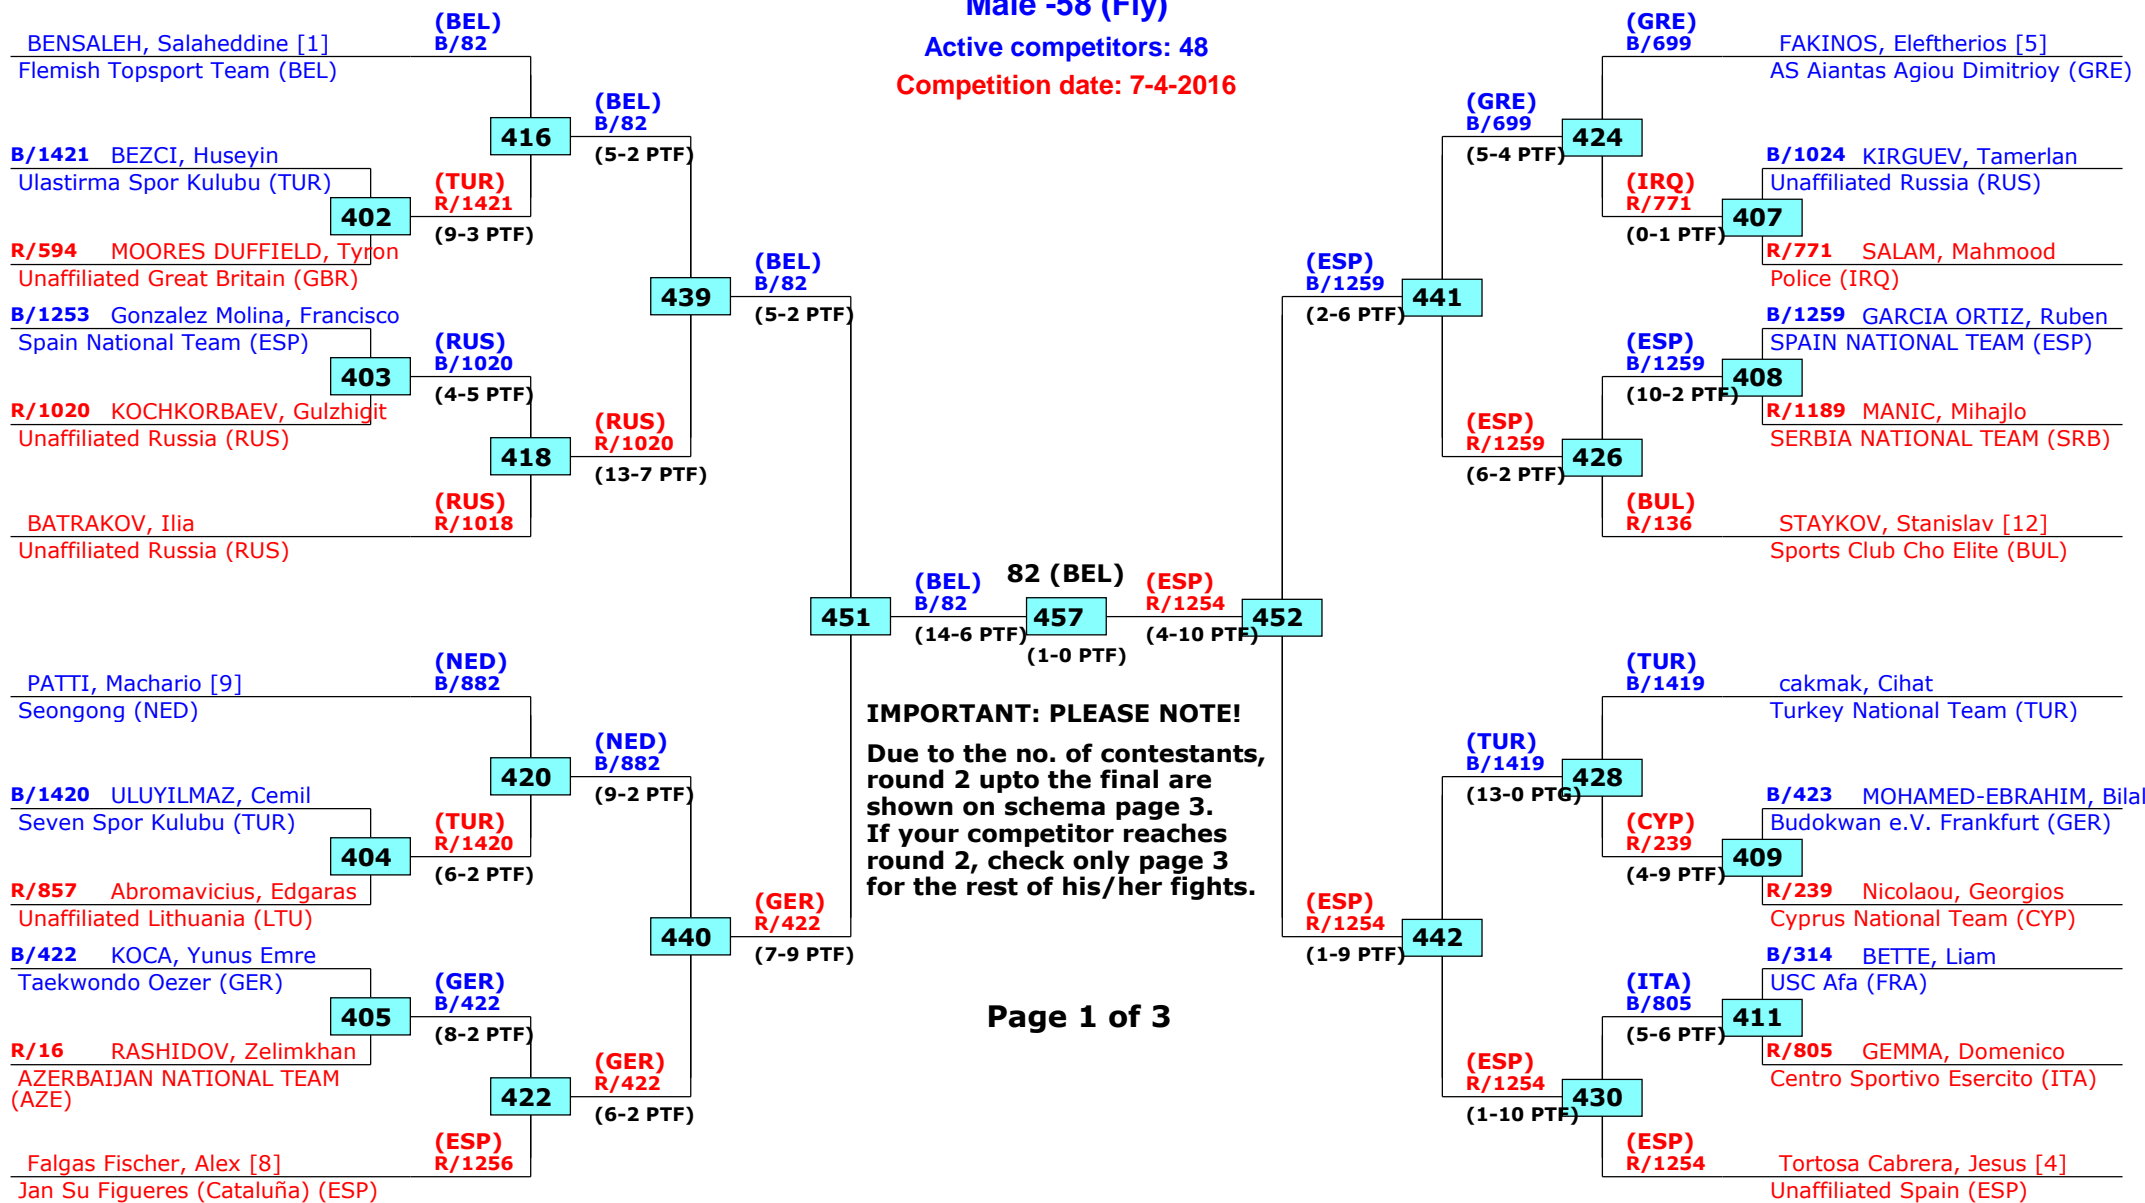 Male -58 (Fly)
Active competitors: 48
Competition date: 7-4-2016
(BEL)
B/82
BENSALEH, Salaheddine [1]
Flemish Topsport Team (BEL)
416
(BEL)
B/82
(5-2 PTF)
B/1421 BEZCI, Huseyin
Ulastirma Spor Kulubu (TUR)
402
(TUR)
R/1421
(9-3 PTF)
R/594 MOORES DUFFIELD, Tyron
Unaffiliated Great Britain (GBR)
439
(BEL)
B/82
(5-2 PTF)
B/1253 Gonzalez Molina, Francisco
Spain National Team (ESP)
403
(RUS)
B/1020
(4-5 PTF)
R/1020 KOCHKORBAEV, Gulzhigit
Unaffiliated Russia (RUS)
418
(RUS)
R/1020
(13-7 PTF)
(RUS)
R/1018
BATRAKOV, Ilia
Unaffiliated Russia (RUS)
451
(BEL)
B/82
(14-6 PTF)
82 (BEL)
457
(1-0 PTF)
(ESP)
R/1254
(4-10 PTF)
452
(NED)
B/882
PATTI, Machario [9]
Seongong (NED)
420
(NED)
B/882
(9-2 PTF)
B/1420 ULUYILMAZ, Cemil
Seven Spor Kulubu (TUR)
404
(TUR)
R/1420
(6-2 PTF)
R/857 Abromavicius, Edgaras
Unaffiliated Lithuania (LTU)
440
(GER)
R/422
(7-9 PTF)
B/422 KOCA, Yunus Emre
Taekwondo Oezer (GER)
405
(GER)
B/422
(8-2 PTF)
R/16 RASHIDOV, Zelimkhan
AZERBAIJAN NATIONAL TEAM
(AZE)
422
(GER)
R/422
(6-2 PTF)
(ESP)
R/1256
Falgas Fischer, Alex [8]
Jan Su Figueres (Cataluña) (ESP)
IMPORTANT: PLEASE NOTE!
Due to the no. of contestants,
round 2 upto the final are
shown on schema page 3.
If your competitor reaches
round 2, check only page 3
for the rest of his/her fights.
Page 1 of 3
(GRE)
B/699
FAKINOS, Eleftherios [5]
AS Aiantas Agiou Dimitrioy (GRE)
(GRE)
B/699
(5-4 PTF)
424
B/1024 KIRGUEV, Tamerlan
Unaffiliated Russia (RUS)
(IRQ)
R/771
(0-1 PTF)
407
R/771 SALAM, Mahmood
Police (IRQ)
(ESP)
B/1259
(2-6 PTF)
441
B/1259 GARCIA ORTIZ, Ruben
SPAIN NATIONAL TEAM (ESP)
(ESP)
B/1259
(10-2 PTF)
408
R/1189 MANIC, Mihajlo
SERBIA NATIONAL TEAM (SRB)
(ESP)
R/1259
(6-2 PTF)
426
(BUL)
R/136
STAYKOV, Stanislav [12]
Sports Club Cho Elite (BUL)
(TUR)
B/1419
cakmak, Cihat
Turkey National Team (TUR)
(TUR)
B/1419
(13-0 PTG)
428
B/423 MOHAMED-EBRAHIM, Bilal
Budokwan e.V. Frankfurt (GER)
(CYP)
R/239
(4-9 PTF)
409
R/239 Nicolaou, Georgios
Cyprus National Team (CYP)
(ESP)
R/1254
(1-9 PTF)
442
B/314 BETTE, Liam
USC Afa (FRA)
(ITA)
B/805
(5-6 PTF)
411
R/805 GEMMA, Domenico
Centro Sportivo Esercito (ITA)
(ESP)
R/1254
(1-10 PTF)
430
(ESP)
R/1254
Tortosa Cabrera, Jesus [4]
Unaffiliated Spain (ESP)